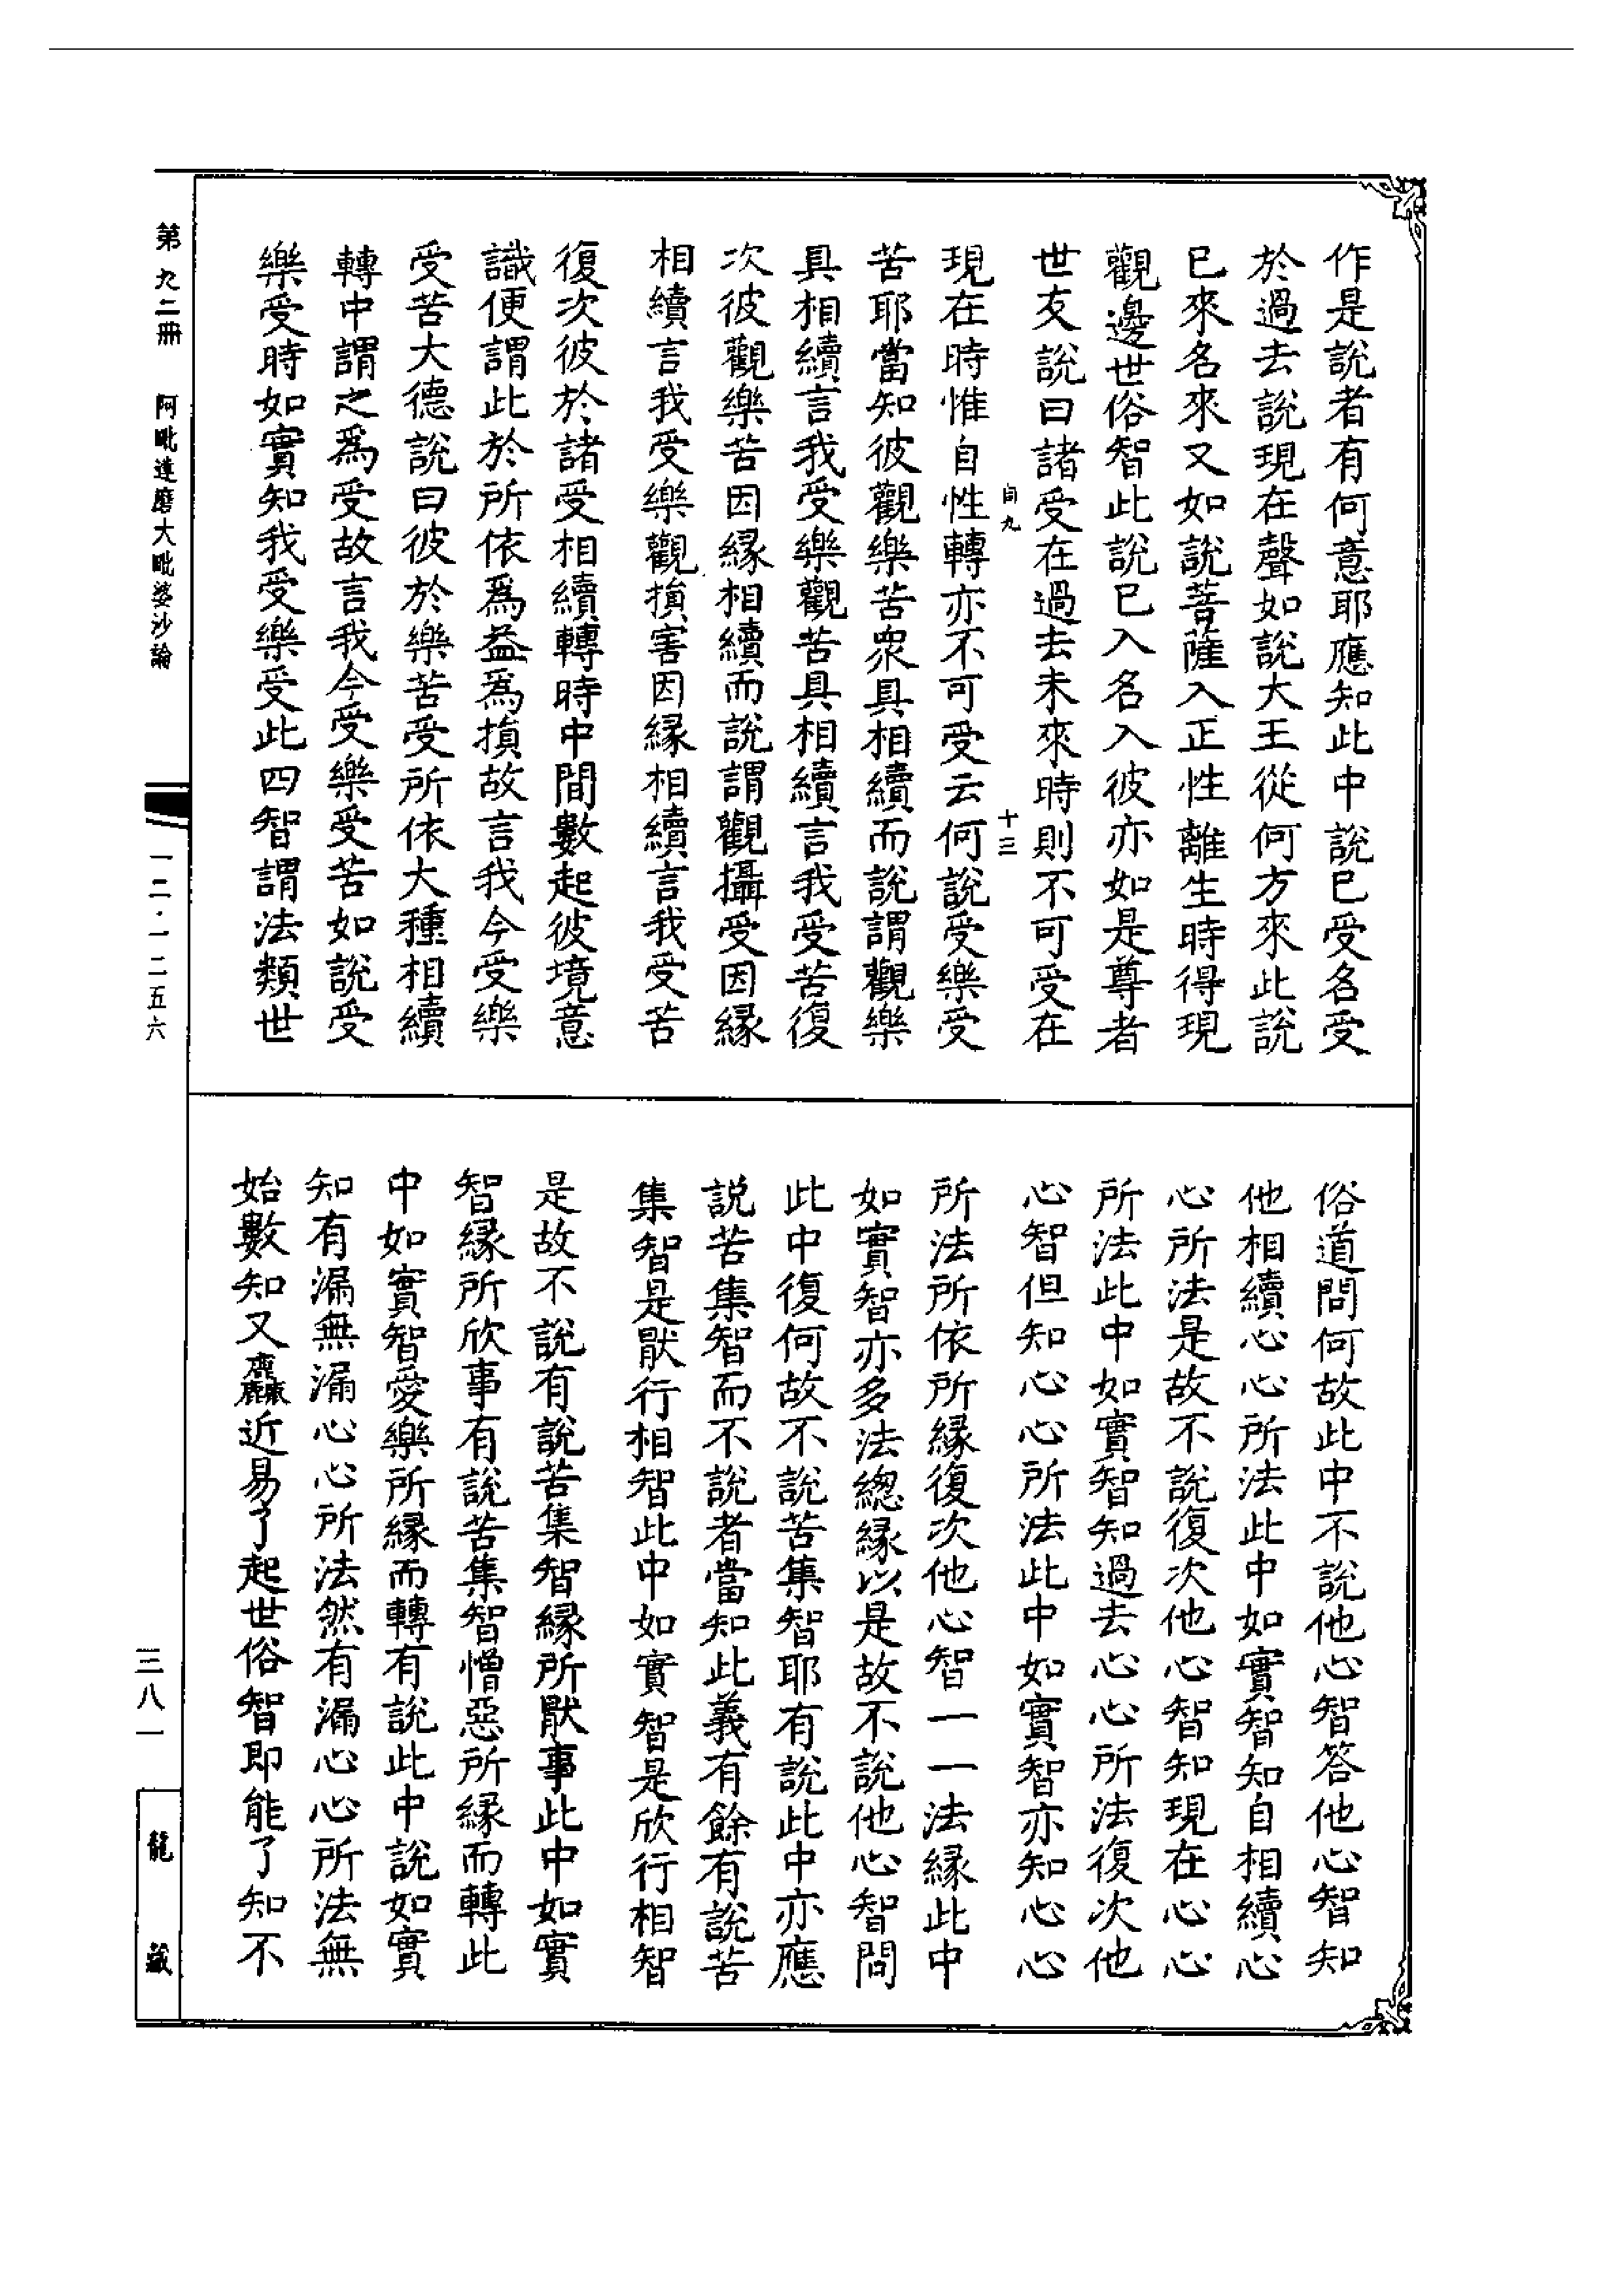 作是說者有何意耶應知此中說已受名受
於過去說現在聲如說大王從何方來此說
已來名來又如說菩薩入正性離生時得現
觀邊世俗智此說已入名入彼亦如是尊者
世友說曰諸受在過去未來時則不可受在
現在時惟自性轉亦不可受云何說受樂受
苦耶當知彼觀樂苦眾具相續而說謂觀樂
具相續言我受樂觀苦具相續言我受苦復
次彼觀樂苦因緣相續而說謂觀攝受因緣
相續言我受樂觀損害因緣相續言我受苦
復次彼於諸受相續轉時中間數起彼境意
識便謂此於所依為益為損故言我今受樂
受苦大德說曰彼於樂苦受所依大種相續
轉中謂之為受故言我今受樂受苦如說受
樂受時如實知我受樂受此四智謂法類世
十三
第九二冊 阿毗達磨大毗婆沙論
一二·一二五六
俗道問何故此中不說他心智答他心智知
他相續心心所法此中如實智知自相續心
心所法是故不說復次他心智知現在心心
所法此中如實智知過去心心所法復次他
心智但知心心所法此中如實智亦知心心
所法所依所緣復次他心智一一法緣此中
如實智亦多法總緣以是故不說他心智問
此中復何故不說苦集智耶有說此中亦應
說苦集智而不說者當知此義有餘有說苦
集智是厭行相智此中如實智是欣行相智
是故不說有說苦集智緣所厭事此中如實
智緣所欣事有說苦集智憎惡所緣而轉此
中如實智愛樂所緣而轉有說此中說如實
知有漏無漏心心所法然有漏心心所法無
始數知又麤近易了起世俗智即能了知不
三八一
龍藏